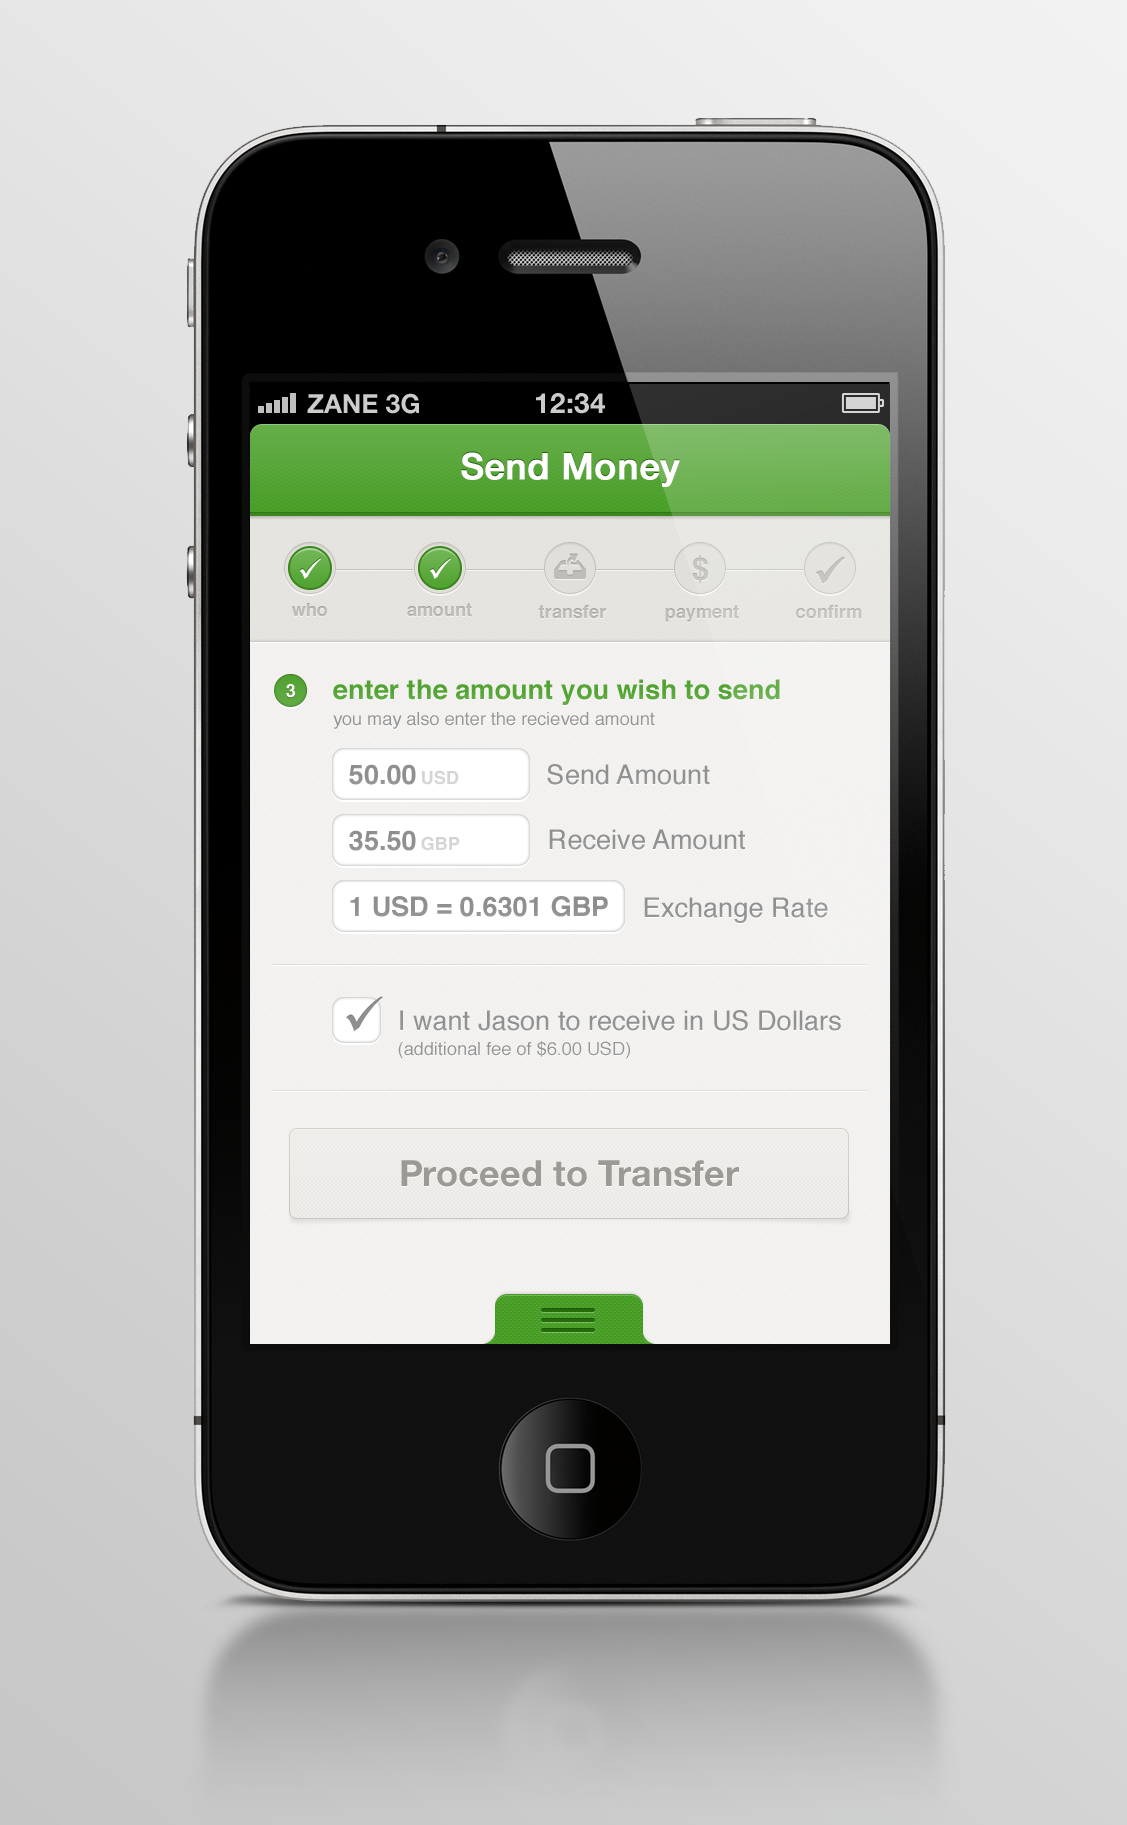 ZANE 3G 12:34
Send Money
$
who amount transfer payment confirm
3 enter the amount you wish to send
you may also enter the recieved amount
50.00 USD Send Amount
35.50 GBP Receive Amount
1 USD = 0.6301 GBP Exchange Rate
I want Jason to receive in US Dollars
(additional fee of $6.00 USD)
Proceed to Transfer